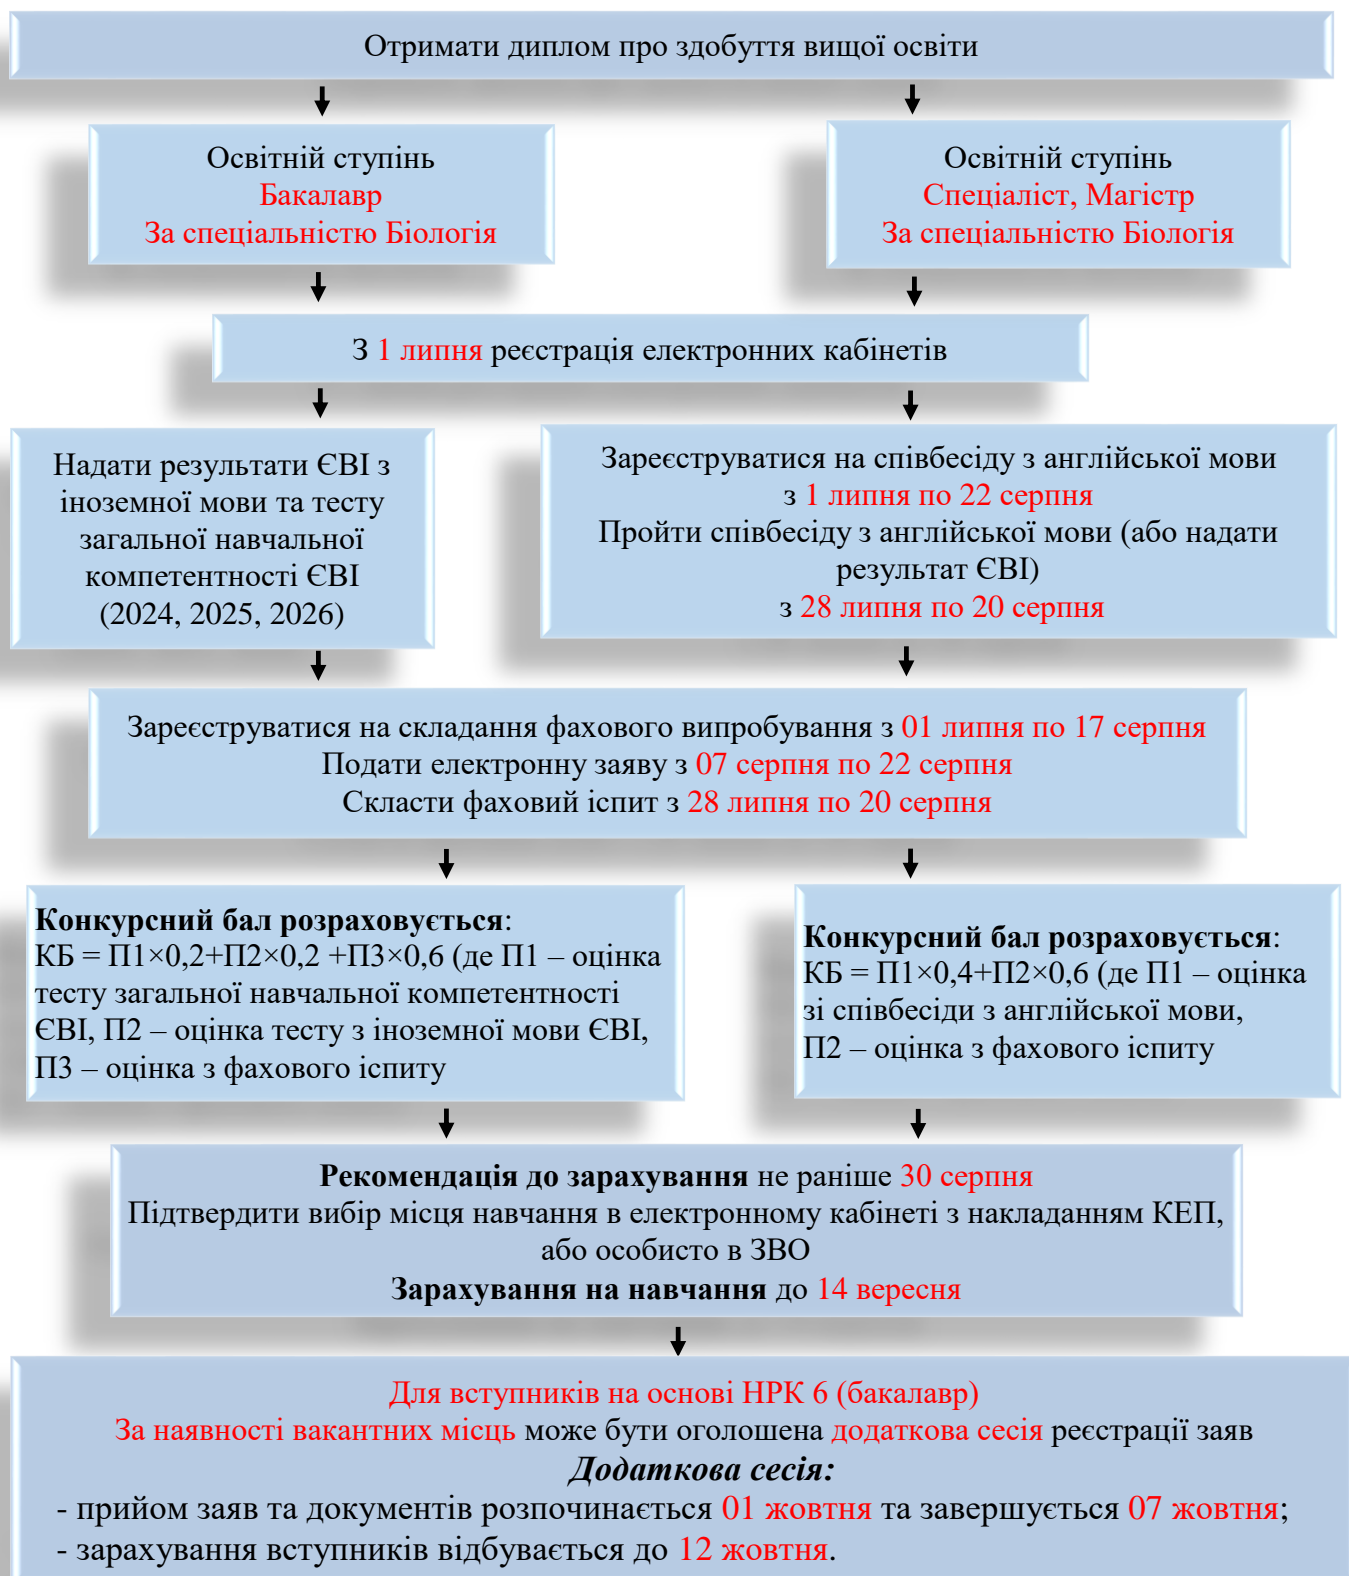 Отримати диплом про здобуття вищої освіти
Освітній ступінь
Бакалавр
За спеціальністю Біологія
Освітній ступінь
Спеціаліст, Магістр
За спеціальністю Біологія
З 1 липня реєстрація електронних кабінетів
Надати результати ЄВІ з
іноземної мови та тесту
загальної навчальної
компетентності ЄВІ
(2024, 2025, 2026)
Зареєструватися на співбесіду з англійської мови
з 1 липня по 22 серпня
Пройти співбесіду з англійської мови (або надати
результат ЄВІ)
з 28 липня по 20 серпня
Зареєструватися на складання фахового випробування з 01 липня по 17 серпня
Подати електронну заяву з 07 серпня по 22 серпня
Скласти фаховий іспит з 28 липня по 20 серпня
Конкурсний бал розраховується:
КБ = П1×0,2+П2×0,2 +П3×0,6 (де П1 – оцінка
тесту загальної навчальної компетентності
ЄВІ, П2 – оцінка тесту з іноземної мови ЄВІ,
П3 – оцінка з фахового іспиту
Конкурсний бал розраховується:
КБ = П1×0,4+П2×0,6 (де П1 – оцінка
зі співбесіди з англійської мови,
П2 – оцінка з фахового іспиту
Рекомендація до зарахування не раніше 30 серпня
Підтвердити вибір місця навчання в електронному кабінеті з накладанням КЕП,
або особисто в ЗВО
Зарахування на навчання до 14 вересня
Для вступників на основі НРК 6 (бакалавр)
За наявності вакантних місць може бути оголошена додаткова сесія реєстрації заяв
Додаткова сесія:
- прийом заяв та документів розпочинається 01 жовтня та завершується 07 жовтня;
- зарахування вступників відбувається до 12 жовтня.